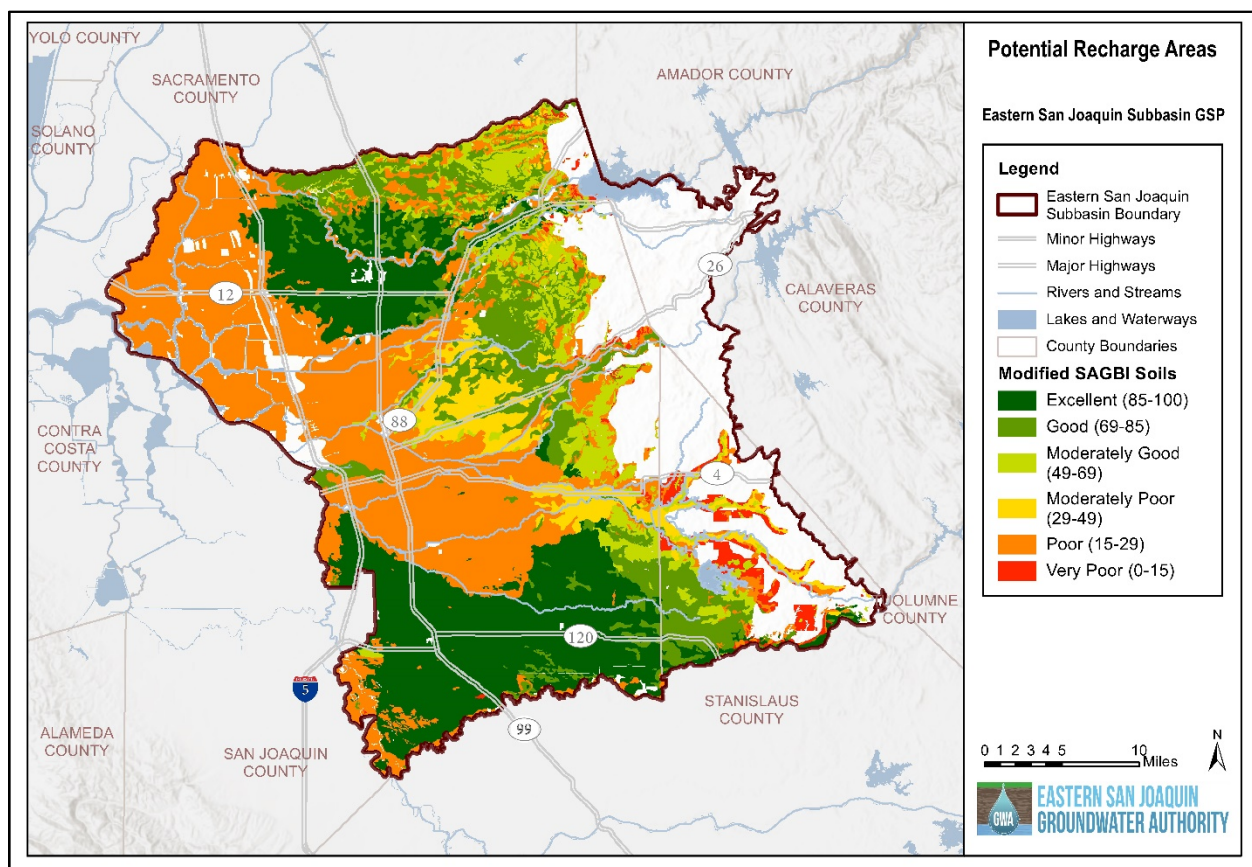 YOLO COUNTY
SACRAMENTO
COUNTY
AMADOR COUNTY
SOLANO
COUNTY
26
12
CALAVERAS
COUNTY
CONTRA
COSTA
COUNTY
88
4
UOLUMNE
COUNTY
120
5
STANISLAUS
COUNTY
99
ALAMEDA
COUNTY
SAN JOAQUIN
COUNTY
Potential Recharge Areas
Eastern San Joaquin Subbasin GSP
Legend
Eastern San Joaquin
Subbasin Boundary
Minor Highways
Major Highways
Rivers and Streams
Lakes and Waterways
County Boundaries
Modified SAGBI Soils
Excellent (85-100)
Good (69-85)
Moderately Good
(49-69)
Moderately Poor
(29-49)
Poor (15-29)
Very Poor (0-15)
N
0 1 2 3 4 5 10
Miles
GWA
EASTERN SAN JOAQUIN
GROUNDWATER AUTHORITY